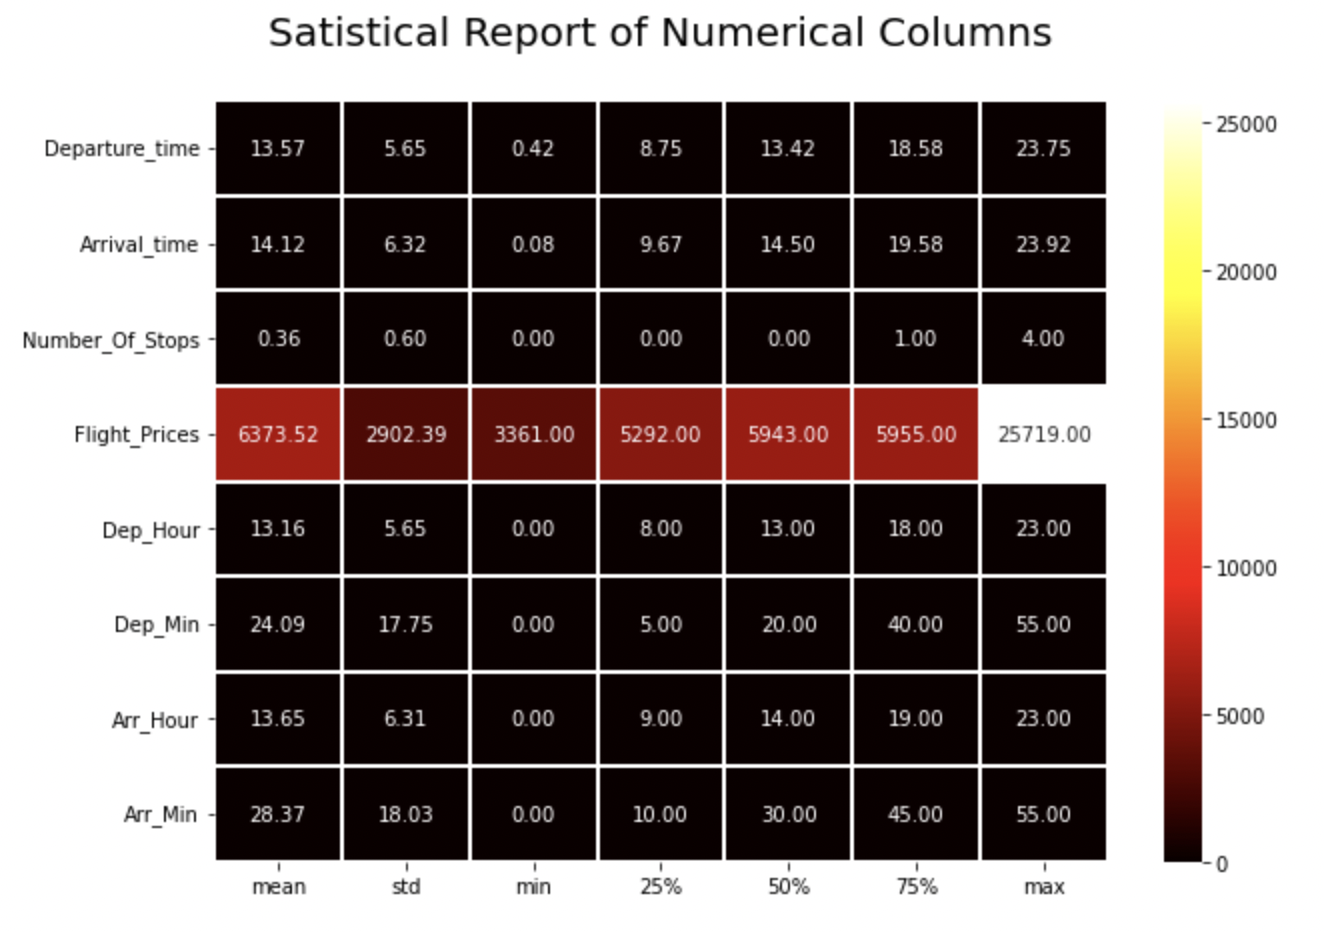 Satistical Report of Numerical Columns
Departure_time 13.57 5.65 0.42 8.75 13.42 18.58 23.75
Arrival_time 14.12 6.32 0.08 9.67 14.50 19.58 23.92
Number_Of_Stops 0.36 0.60 0.00 0.00 0.00 1.00 4.00
Flight_Prices 6373.52 2902.39 3361.00 5292.00 5943.00 5955.00 25719.00
Dep_Hour 13.16 5.65 0.00 8.00 13.00 18.00 23.00
Dep_Min 24.09 17.75 0.00 5.00 20.00 40.00 55.00
Arr_Hour 13.65 6.31 0.00 9.00 14.00 19.00 23.00
Arr_Min 28.37 18.03 0.00 10.00 30.00 45.00 55.00
mean std min 25% 50% 75% max
25000
20000
15000
10000
5000
0